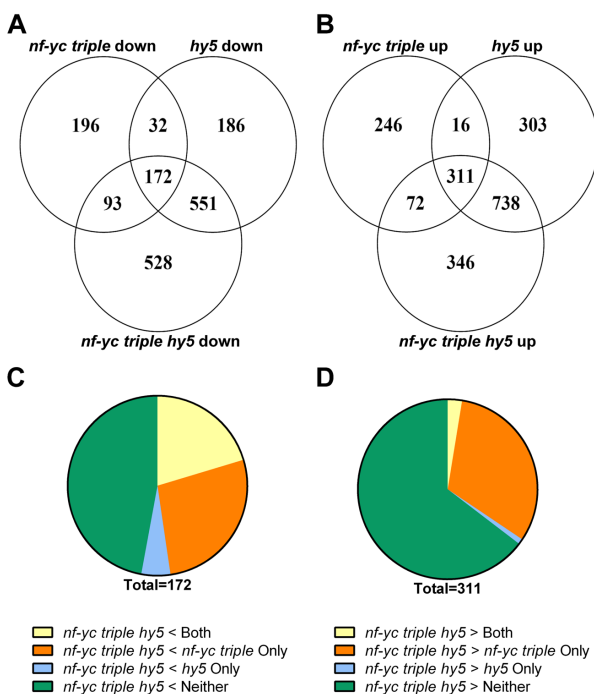 A
B
nf-yc triple down
hy5 down
nf-yc triple up
hy5 up
196
32
186
246
16
303
172
311
93
551
72
738
528
346
nf-yc triple hy5 down
nf-yc triple hy5 up
C
D
Total=172
Total=311
nf-yc triple hy5 < Both
nf-yc triple hy5 < nf-yc triple Only
nf-yc triple hy5 < hy5 Only
nf-yc triple hy5 < Neither
nf-yc triple hy5 > Both
nf-yc triple hy5 > nf-yc triple Only
nf-yc triple hy5 > hy5 Only
nf-yc triple hy5 > Neither